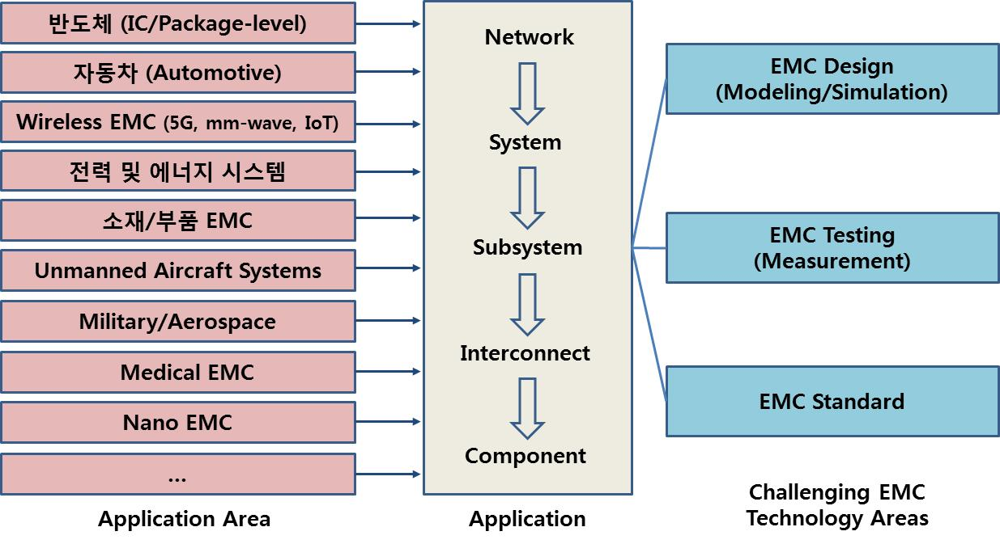 반도체 (IC/Package-level)
자동차 (Automotive)
Wireless EMC (5G, mm-wave, IoT)
전력 및 에너지 시스템
소재/부품 EMC
Unmanned Aircraft Systems
Military/Aerospace
Medical EMC
Nano EMC
...
Application Area
Network
System
Subsystem
Interconnect
Component
Application
EMC Design
(Modeling/Simulation)
EMC Testing
(Measurement)
EMC Standard
Challenging EMC
Technology Areas